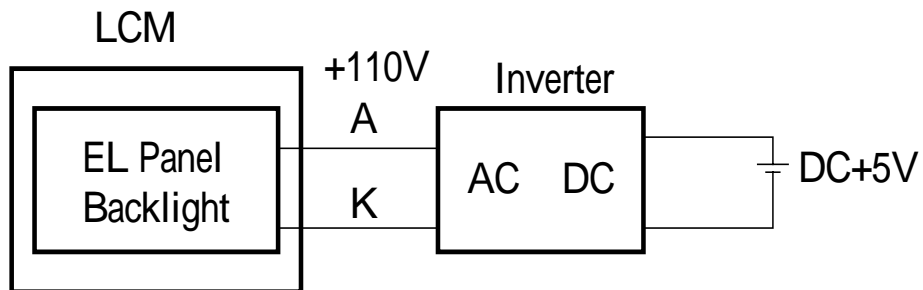 LCM
+110V
Inverter
A
EL Panel
Backlight
AC DC
DC+5V
K